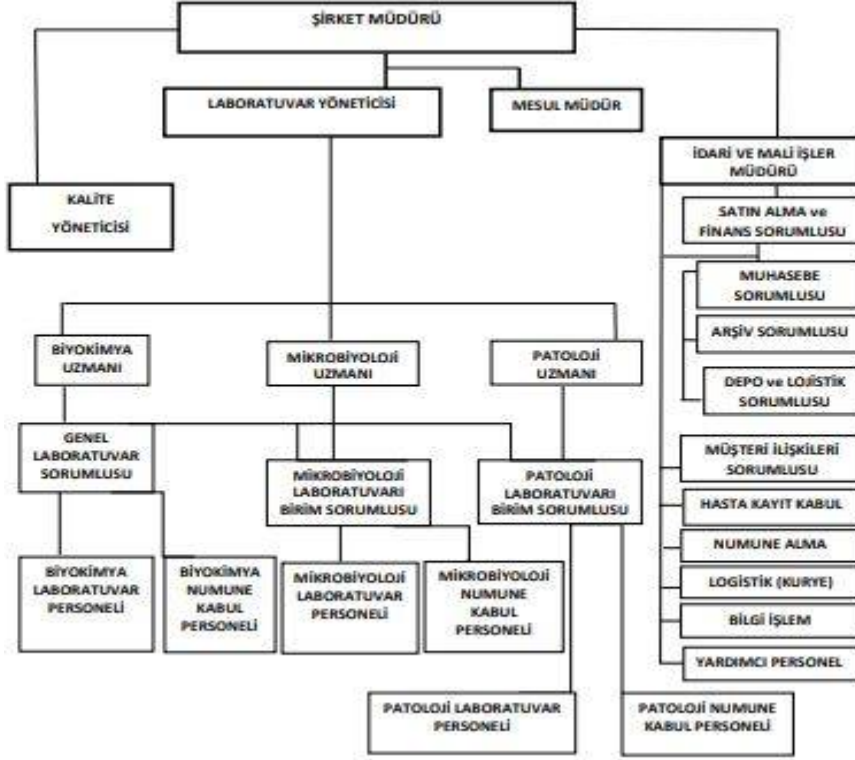 ŞİRKET MÜDÜRÜ
LABORATUVAR YÖNETİCİSİ
MESUL MÜDÜR
İDARİ VE MALİ İŞLER
MÜDÜRÜ
KALİTE
YÖNETİCİSİ
SATIN ALMA ve
FİNANS SORUMLUSU
MUHASEBE
SORUMLUSU
ARŞİV SORUMLUSU
DEPO ve LOJİSTİK
SORUMLUSU
BİYOKİMYA
UZMANI
MİKROBİYOLOJİ
UZMANI
PATOLOJİ
UZMANI
GENEL
LABORATUVAR
SORUMLUSU
MİKROBİYOLOJİ
LABORATUVARI
BİRİM SORUMLUSU
PATOLOJİ
LABORATUVARI
BİRİM SORUMLUSU
MÜŞTERİ İLİŞKİLERİ
SORUMLUSU
HASTA KAYIT KABUL
NUMUNE ALMA
LOGİSTİK (KURYE)
BİLGİ İŞLEM
YARDIMCI PERSONEL
BİYOKİMYA
LABORATUVAR
PERSONELİ
BİYOKİMYA
NUMUNE
KABUL
PERSONELİ
MİKROBİYOLOJİ
LABORATUVAR
PERSONELİ
MİKROBİYOLOJİ
NUMUNE
KABUL
PERSONELİ
PATOLOJİ LABORATUVAR
PERSONELİ
PATOLOJİ NUMUNE
KABUL PERSONELİ